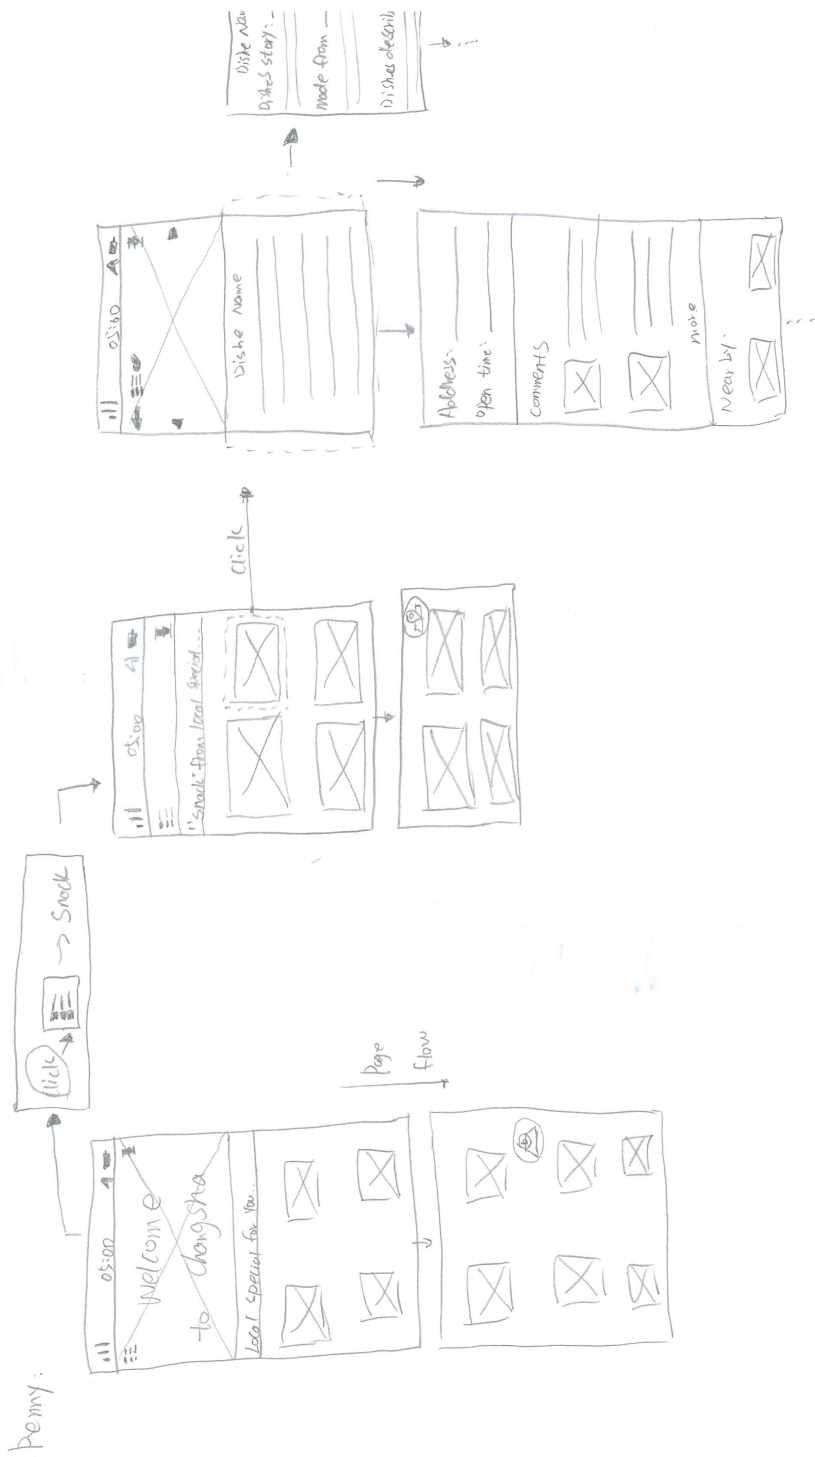 Penny:
05:00
Welcome
to Changsha
Local special for you..
Page
flow
Click
-> Snack
05:00
"Snack" from local special...
Click
05:00
Dishe Name
Address:
open time:
Comments
more
Near by:
Dishe Nam
Dishes story:
made from
Dishes describ